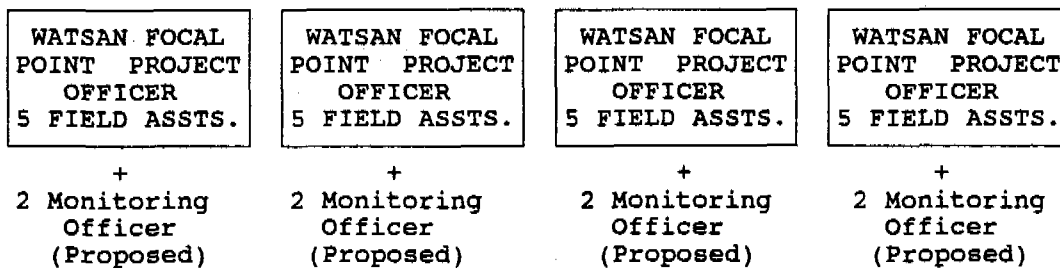 WATSAN FOCAL
POINT PROJECT
OFFICER
5 FIELD ASSTS.
+
2 Monitoring
Officer
(Proposed)
WATSAN FOCAL
POINT PROJECT
OFFICER
5 FIELD ASSTS.
+
2 Monitoring
Officer
(Proposed)
WATSAN FOCAL
POINT PROJECT
OFFICER
5 FIELD ASSTS.
+
2 Monitoring
Officer
(Proposed)
WATSAN FOCAL
POINT PROJECT
OFFICER
5 FIELD ASSTS.
+
2 Monitoring
Officer
(Proposed)